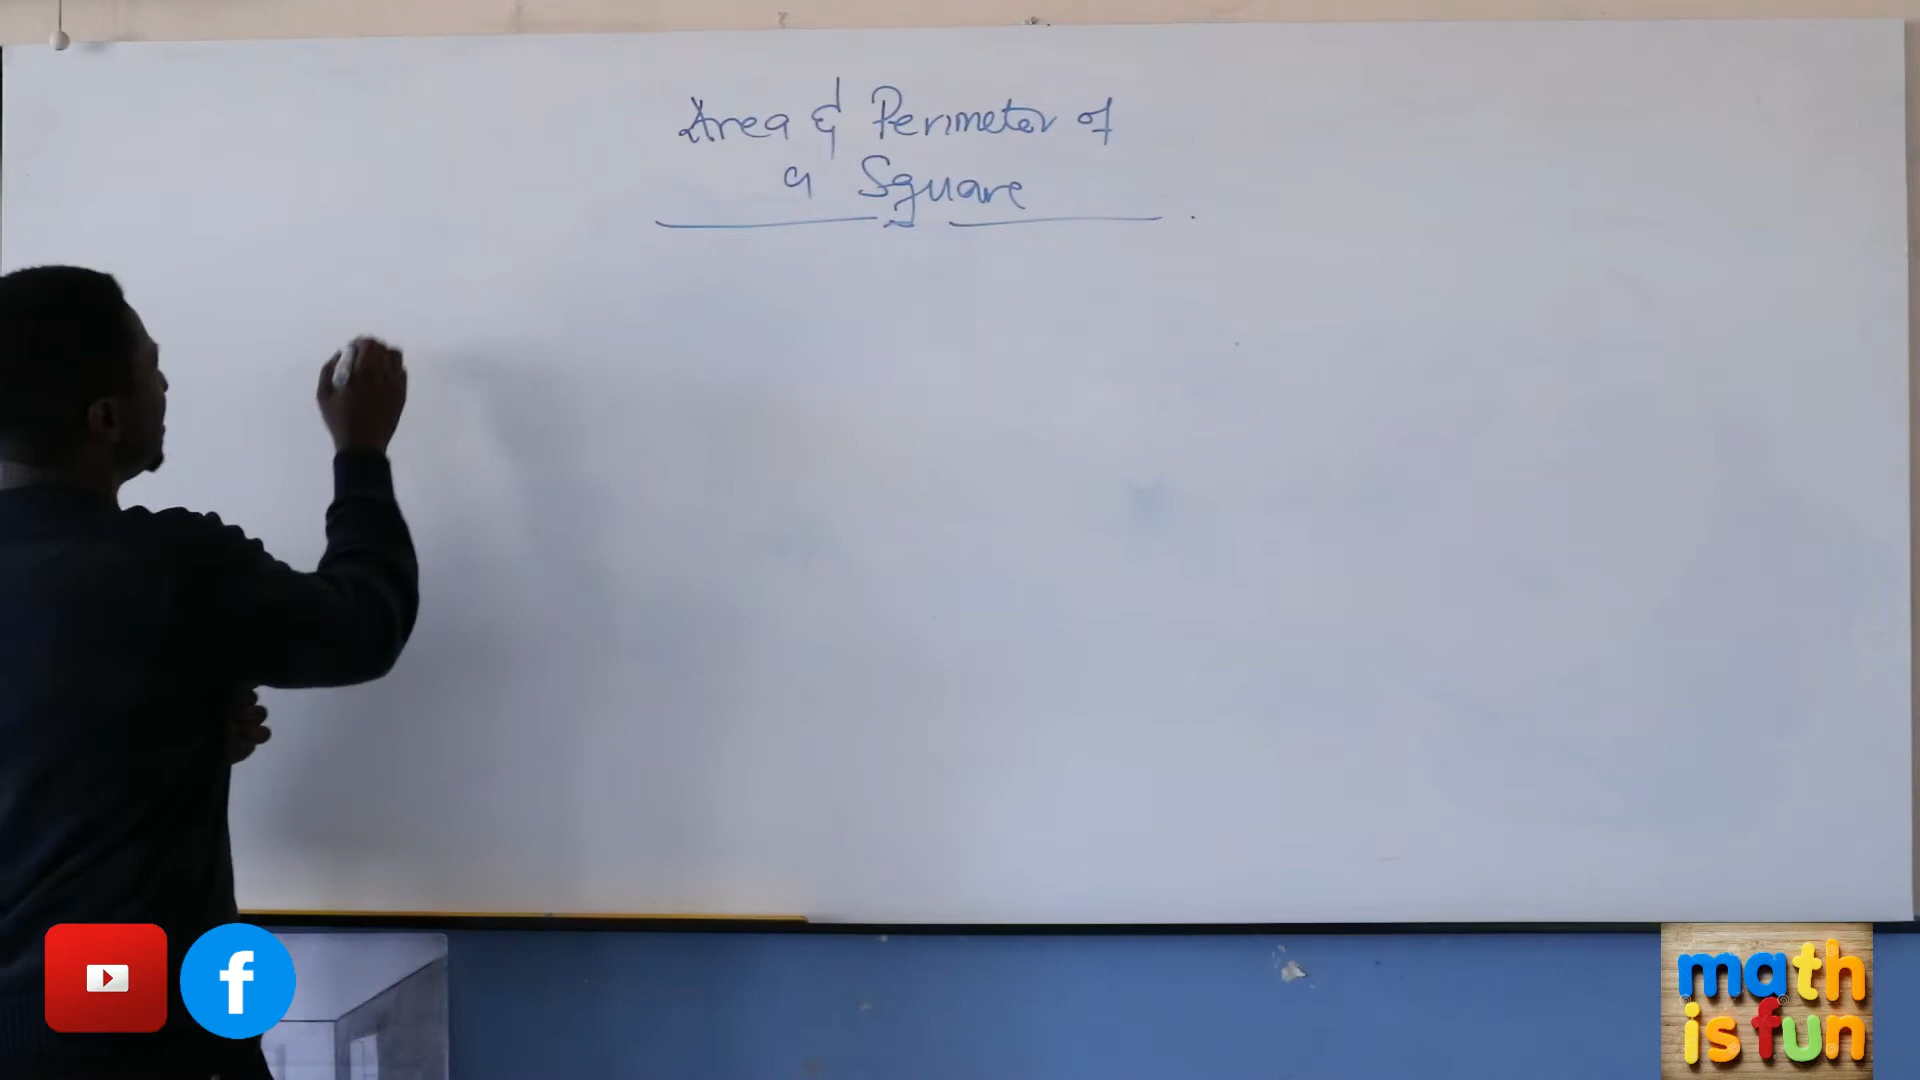 Area & Perimeter of
a Square
f
math
is fun